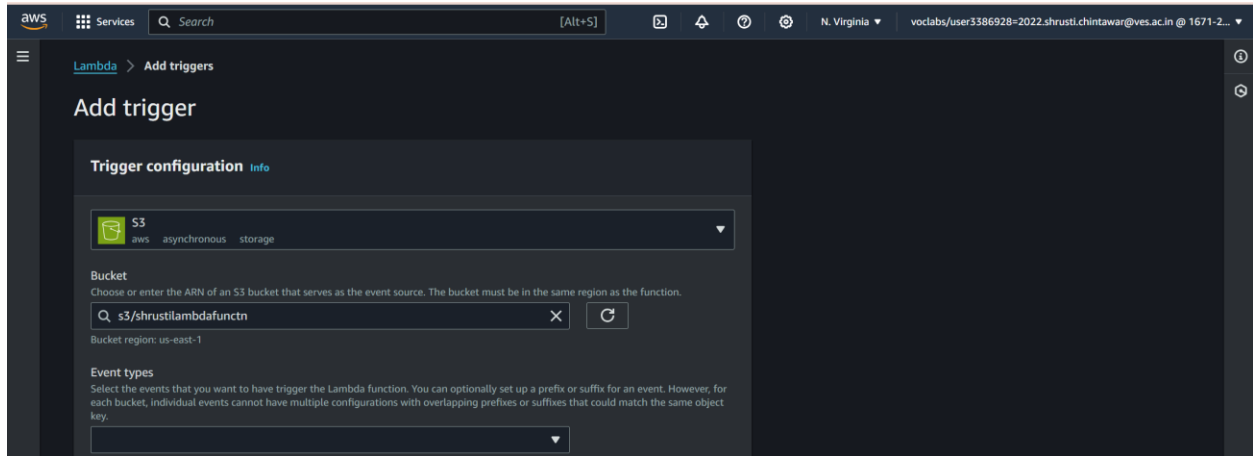 aws Services Search [Alt+S] N. Virginia voclabs/user3386928=2022.shrusti.chintawar@ves.ac.in @ 1671-2...
Lambda > Add triggers
Add trigger
Trigger configuration Info
S3
aws asynchronous storage
Bucket
Choose or enter the ARN of an S3 bucket that serves as the event source. The bucket must be in the same region as the function.
s3/shrustilambdafunctn
Bucket region: us-east-1
Event types
Select the events that you want to have trigger the Lambda function. You can optionally set up a prefix or suffix for an event. However, for
each bucket, individual events cannot have multiple configurations with overlapping prefixes or suffixes that could match the same object
key.